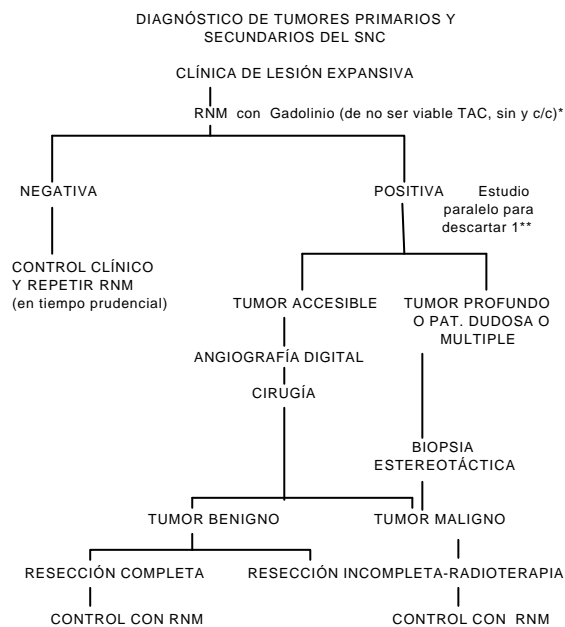 DIAGNÓSTICO DE TUMORES PRIMARIOS Y
SECUNDARIOS DEL SNC
CLÍNICA DE LESIÓN EXPANSIVA
RNM con Gadolinio (de no ser viable TAC, sin y c/c)*
NEGATIVA
POSITIVA Estudio
paralelo para
descartar 1**
CONTROL CLÍNICO
Y REPETIR RNM
(en tiempo prudencial)
TUMOR ACCESIBLE
TUMOR PROFUNDO
O PAT. DUDOSA O
MULTIPLE
ANGIOGRAFÍA DIGITAL
CIRUGÍA
BIOPSIA
ESTEREOTÁCTICA
TUMOR BENIGNO
TUMOR MALIGNO
RESECCIÓN COMPLETA
RESECCIÓN INCOMPLETA-RADIOTERAPIA
CONTROL CON RNM
CONTROL CON RNM